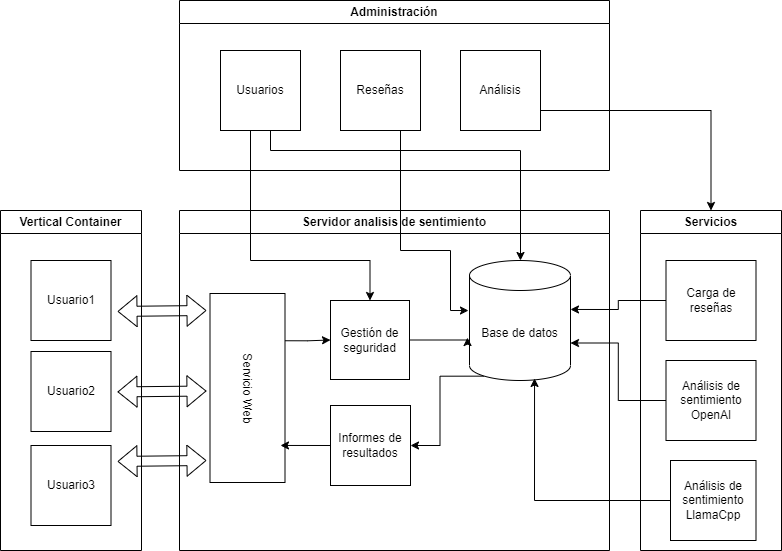 Administración
Usuarios
Reseñas
Análisis
Vertical Container
Usuario1
Usuario2
Usuario3
Servidor analisis de sentimiento
Servicio Web
Gestión de
seguridad
Informes de
resultados
Base de datos
Servicios
Carga de
reseñas
Análisis de
sentimiento
OpenAI
Análisis de
sentimiento
LlamaCpp